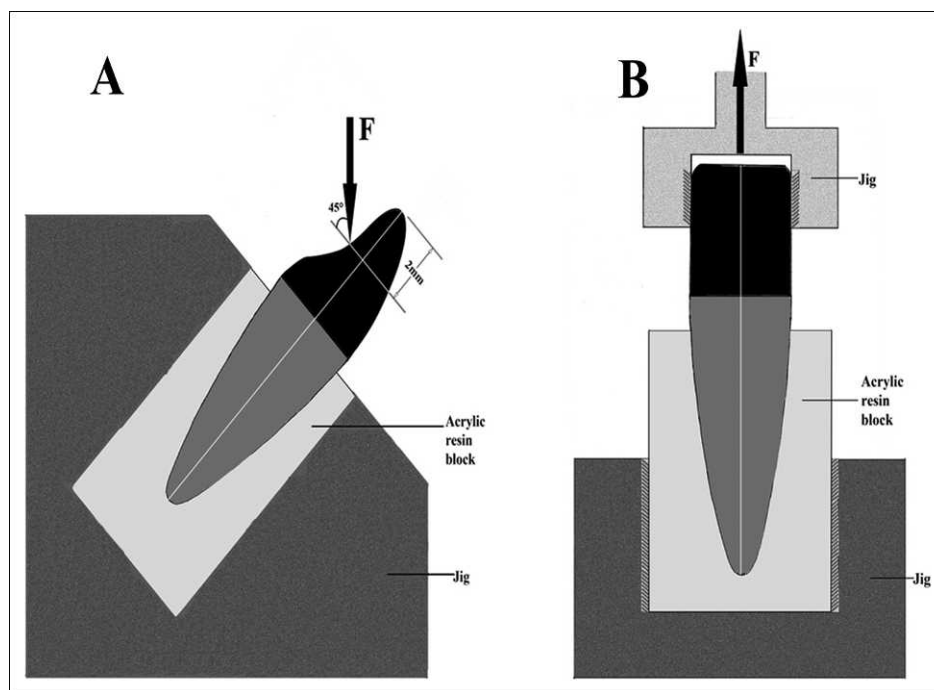 A
F
45°
2mm
Acrylic
resin
block
Jig
B
F
Jig
Acrylic
resin
block
Jig